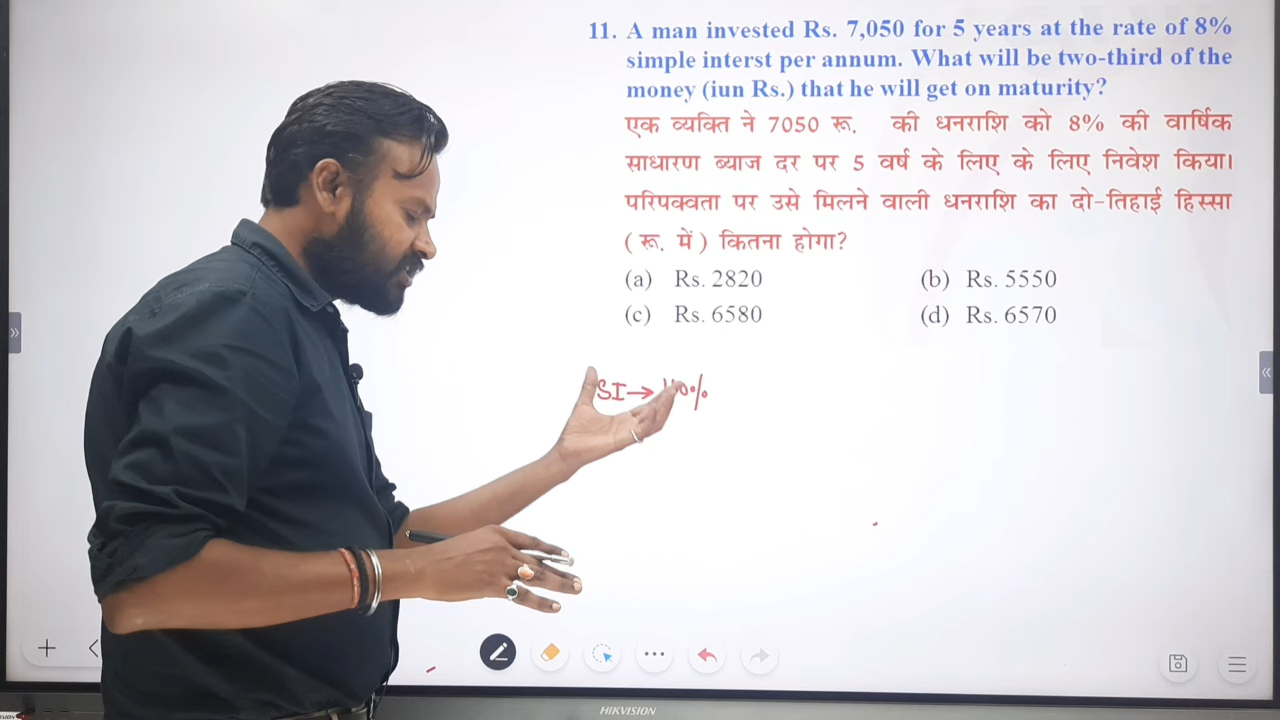 11. A man invested Rs. 7,050 for 5 years at the rate of 8%
simple interst per annum. What will be two-third of the
money (iun Rs.) that he will get on maturity?
एक व्यक्ति ने 7050 रू. की धनराशि को 8% की वार्षिक
साधारण ब्याज दर पर 5 वर्ष के लिए के लिए निवेश किया।
परिपक्वता पर उसे मिलने वाली धनराशि का दो-तिहाई हिस्सा
( रू. में ) कितना होगा?
(a) Rs. 2820 (b) Rs. 5550
(c) Rs. 6580 (d) Rs. 6570
SI→40%
HIKVISION